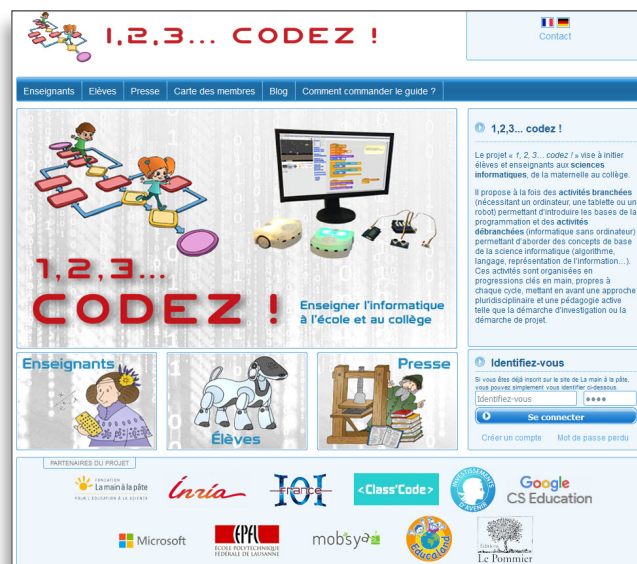 1,2,3... CODEZ !
Contact
Enseignants Elèves Presse Carte des membres Blog Comment commander le guide ?
1,2,3...
CODEZ !
Enseigner l'informatique
à l'école et au collège
1,2,3... codez !
Le projet « 1, 2, 3... codez ! » vise à initier
élèves et enseignants aux sciences
informatiques, de la maternelle au collège.
Il propose à la fois des activités branchées
(nécessitant un ordinateur, une tablette ou un
robot) permettant d'introduire les bases de la
programmation et des activités
débranchées (informatique sans ordinateur)
permettant d'aborder des concepts de base
de la science informatique (algorithme,
langage, représentation de l'information…).
Ces activités sont organisées en
progressions clés en main, propres à
chaque cycle, mettant en avant une approche
pluridisciplinaire et une pédagogie active
telle que la démarche d'investigation ou la
démarche de projet.
Enseignants
Élèves
Presse
Identifiez-vous
Si vous êtes déjà inscrit sur le site de La main à la pâte,
vous pouvez simplement vous identifier ci-dessous.
Identifiez-vous
Se connecter
Créer un compte Mot de passe perdu
PARTENAIRES DU PROJET
FONDATION
La main à la pâte
POUR L'ÉDUCATION À LA SCIENCE
Inria
France
IOI
<Class'Code>
INVESTISSEMENTS
D'AVENIR
Google
CS Education
Microsoft
EPFL
ÉCOLE POLYTECHNIQUE
FÉDÉRALE DE LAUSANNE
mobsya
Educaland
Éditions
Le Pommier